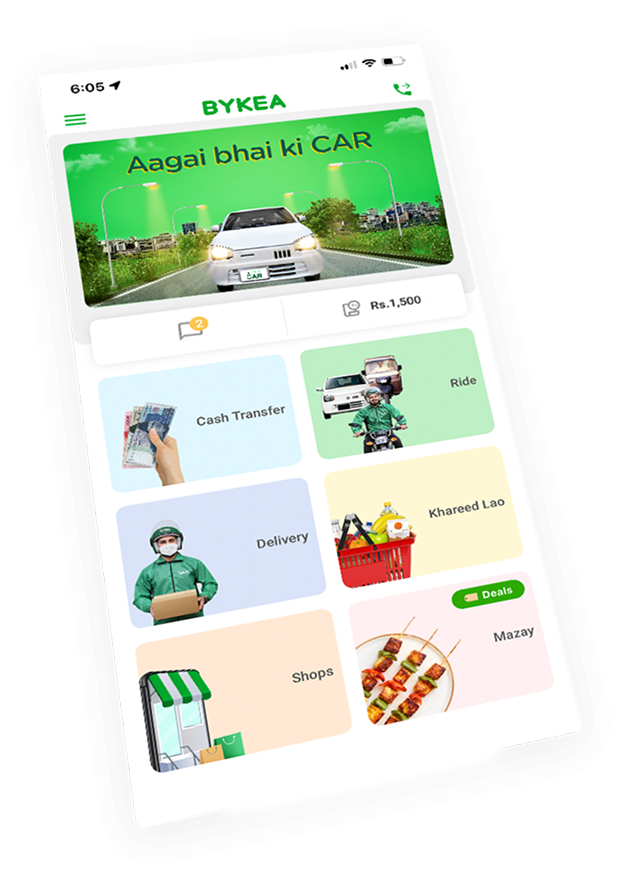 6:05
BYKEA
Aagai bhai ki CAR
CAR
2
Rs.1,500
Cash Transfer
Ride
Delivery
Khareed Lao
Deals
Shops
Mazay